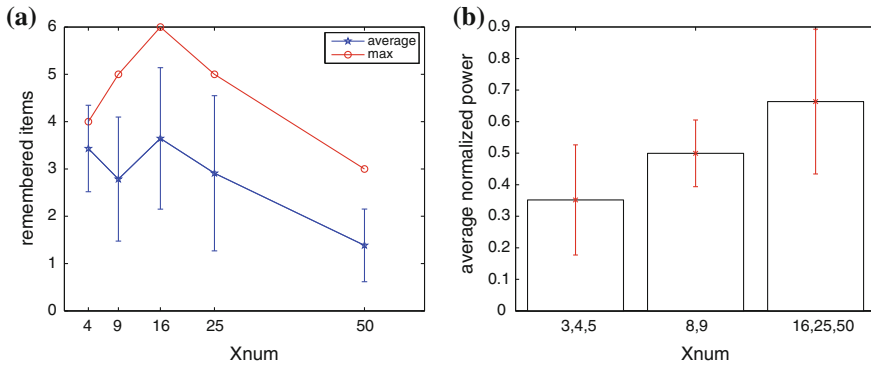 (a)
remembered items
6
5
4
3
2
1
0
average
max
4 9 16 25 50
Xnum
(b)
average normalized power
0.9
0.8
0.7
0.6
0.5
0.4
0.3
0.2
0.1
0
3,4,5 8,9 16,25,50
Xnum